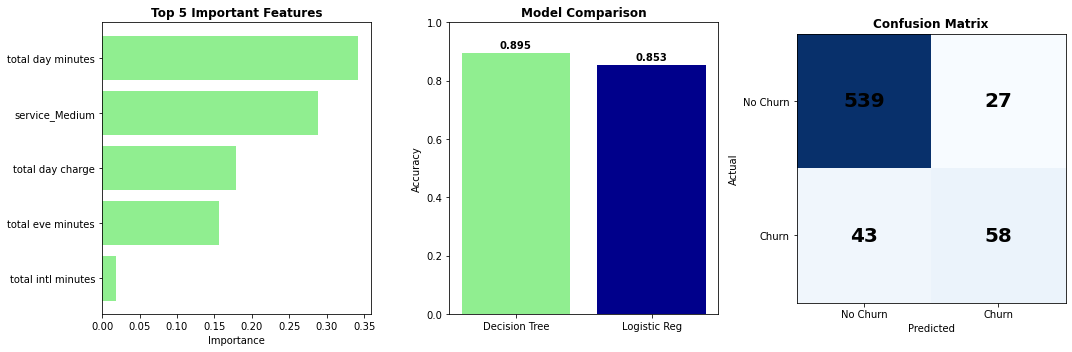 Top 5 Important Features
total day minutes
service_Medium
total day charge
total eve minutes
total intl minutes
0.00 0.05 0.10 0.15 0.20 0.25 0.30 0.35
Importance
Model Comparison
Accuracy
1.0
0.8
0.6
0.4
0.2
0.0
0.895
0.853
Decision Tree Logistic Reg
Confusion Matrix
Actual
No Churn 539 27
Churn 43 58
No Churn Churn
Predicted